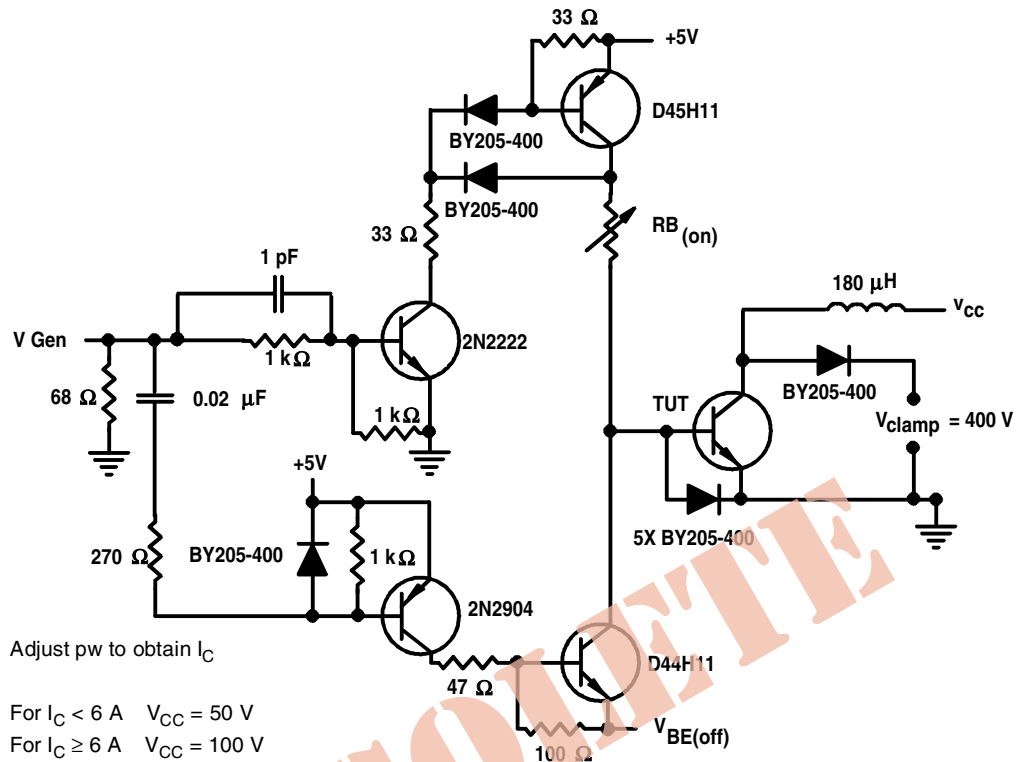 33 Ω
+5V
D45H11
BY205-400
BY205-400
33 Ω
RB(on)
1 pF
180 μH
VCC
V Gen
2N2222
1 kΩ
BY205-400
68 Ω
0.02 μF
TUT
Vclamp = 400 V
1 kΩ
+5V
5X BY205-400
270 Ω
BY205-400
1 kΩ
2N2904
Adjust pw to obtain IC
D44H11
47 Ω
For IC < 6 A VCC = 50 V
VBE(off)
For IC ≥ 6 A VCC = 100 V
100 Ω